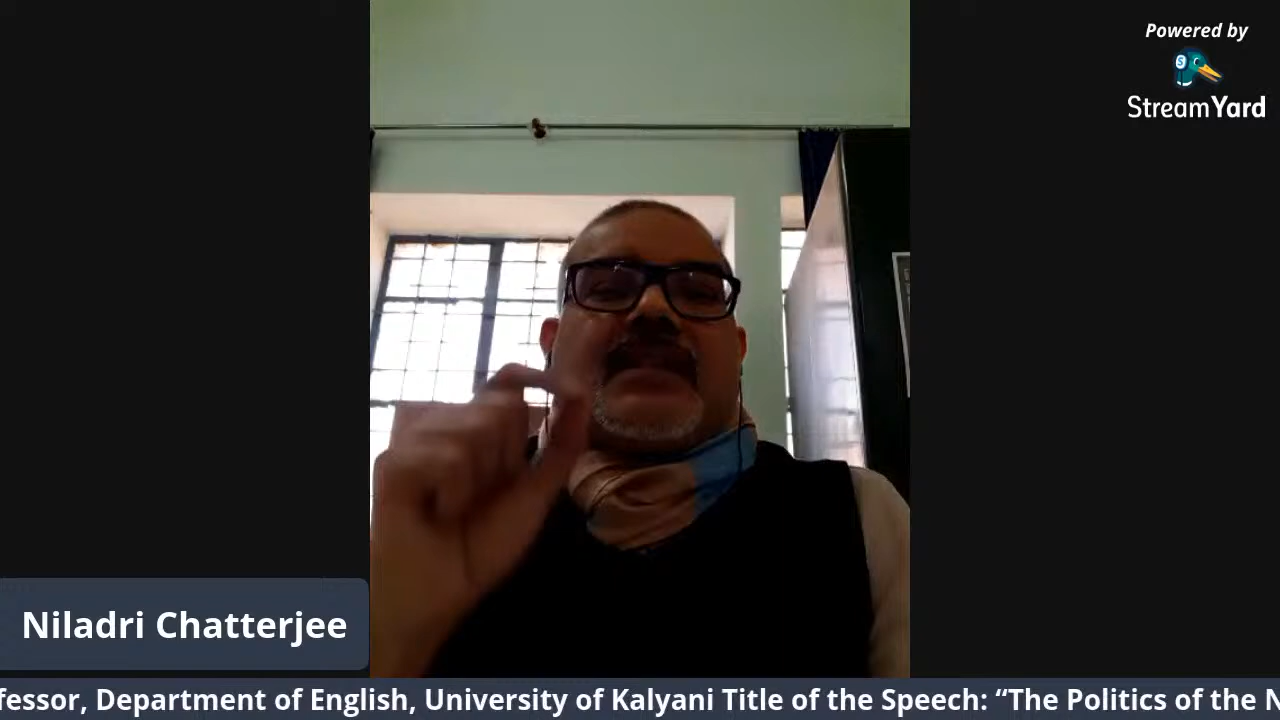 Powered by
StreamYard
Niladri Chatterjee
fessor, Department of English, University of Kalyani Title of the Speech: “The Politics of the N